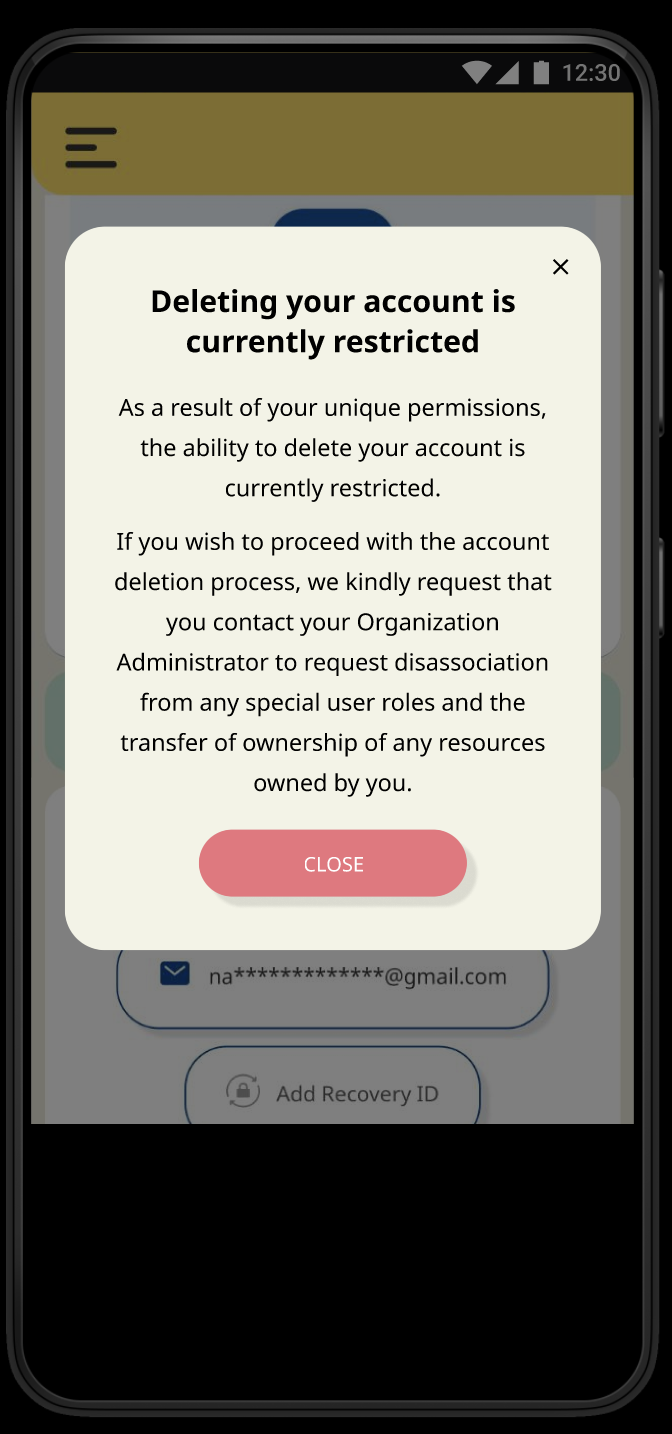 12:30
Deleting your account is
currently restricted
As a result of your unique permissions,
the ability to delete your account is
currently restricted.
If you wish to proceed with the account
deletion process, we kindly request that
you contact your Organization
Administrator to request disassociation
from any special user roles and the
transfer of ownership of any resources
owned by you.
CLOSE
na*************@gmail.com
Add Recovery ID